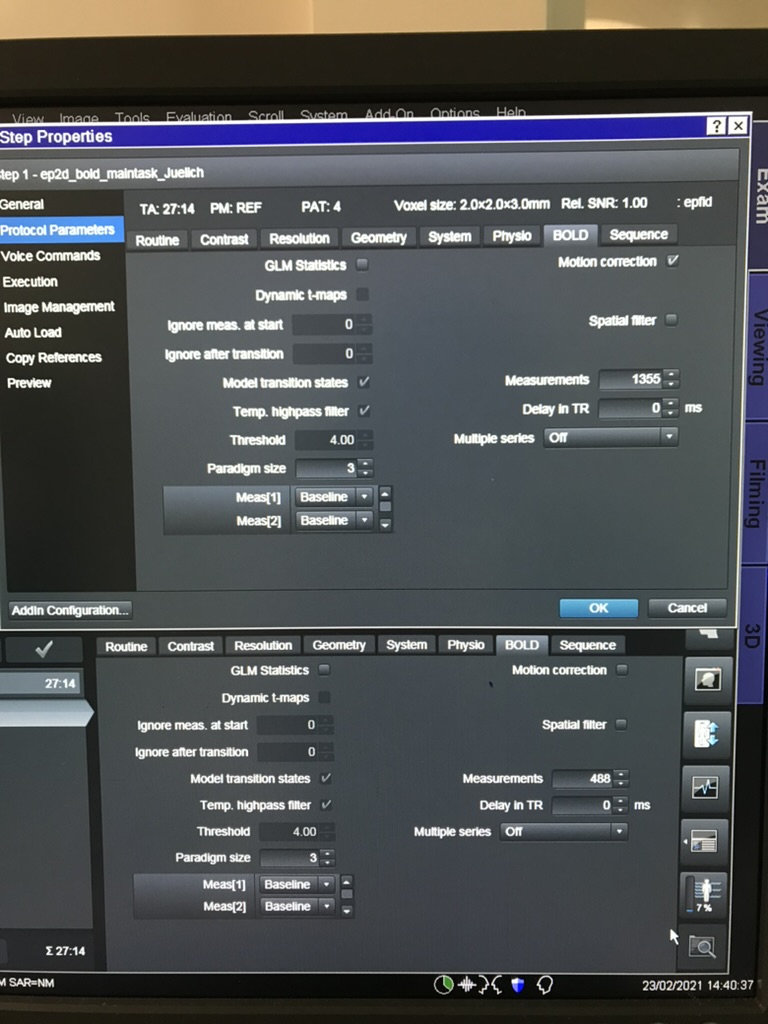 View Image Tools Evaluation Scroll System Add-On Options Help
Step Properties ? ×
Step 1 - ep2d_bold_maintask_Juelich
General
Protocol Parameters
Voice Commands
Execution
Image Management
Auto Load
Copy References
Preview
TA: 27:14 PM: REF PAT: 4 Voxel size: 2.0×2.0×3.0mm Rel. SNR: 1.00 : epfid
Routine Contrast Resolution Geometry System Physio BOLD Sequence
GLM Statistics Motion correction
Dynamic t-maps
Ignore meas. at start 0 Spatial filter
Ignore after transition 0
Model transition states Measurements 1355
Temp. highpass filter Delay in TR 0 ms
Threshold 4.00 Multiple series Off
Paradigm size 3
Meas[1] Baseline
Meas[2] Baseline
AddIn Configuration... OK Cancel
Exam
Viewing
Filming
3D
Routine Contrast Resolution Geometry System Physio BOLD Sequence
27:14
GLM Statistics Motion correction
Dynamic t-maps
Ignore meas. at start 0 Spatial filter
Ignore after transition 0
Model transition states Measurements 488
Temp. highpass filter Delay in TR 0 ms
Threshold 4.00 Multiple series Off
Paradigm size 3
Meas[1] Baseline
Meas[2] Baseline
7 %
Σ 27:14
M SAR=NM
23/02/2021 14:40:37